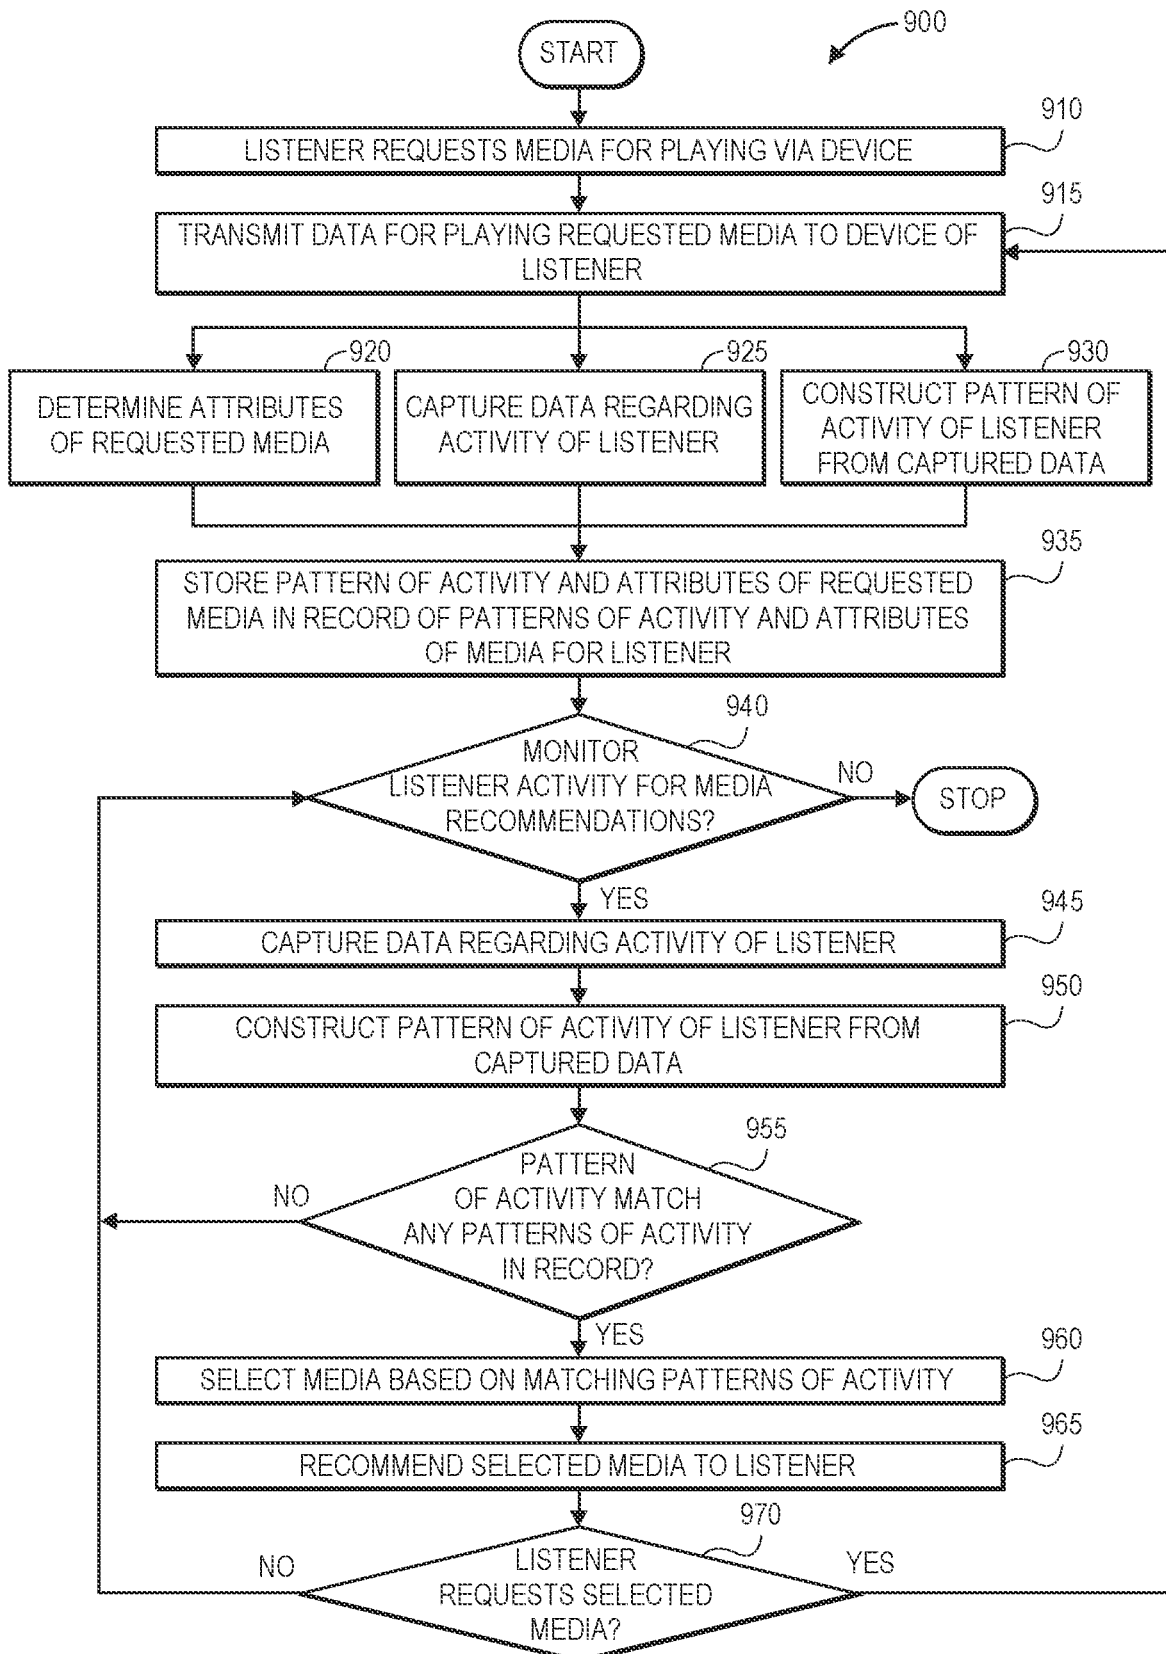 START
900
910
LISTENER REQUESTS MEDIA FOR PLAYING VIA DEVICE
915
TRANSMIT DATA FOR PLAYING REQUESTED MEDIA TO DEVICE OF
LISTENER
920
DETERMINE ATTRIBUTES
OF REQUESTED MEDIA
925
CAPTURE DATA REGARDING
ACTIVITY OF LISTENER
930
CONSTRUCT PATTERN OF
ACTIVITY OF LISTENER
FROM CAPTURED DATA
935
STORE PATTERN OF ACTIVITY AND ATTRIBUTES OF REQUESTED
MEDIA IN RECORD OF PATTERNS OF ACTIVITY AND ATTRIBUTES
OF MEDIA FOR LISTENER
940
MONITOR
LISTENER ACTIVITY FOR MEDIA
RECOMMENDATIONS?
NO
STOP
YES
945
CAPTURE DATA REGARDING ACTIVITY OF LISTENER
950
CONSTRUCT PATTERN OF ACTIVITY OF LISTENER FROM
CAPTURED DATA
955
PATTERN
OF ACTIVITY MATCH
ANY PATTERNS OF ACTIVITY
IN RECORD?
NO
YES
960
SELECT MEDIA BASED ON MATCHING PATTERNS OF ACTIVITY
965
RECOMMEND SELECTED MEDIA TO LISTENER
970
LISTENER
REQUESTS SELECTED
MEDIA?
NO
YES